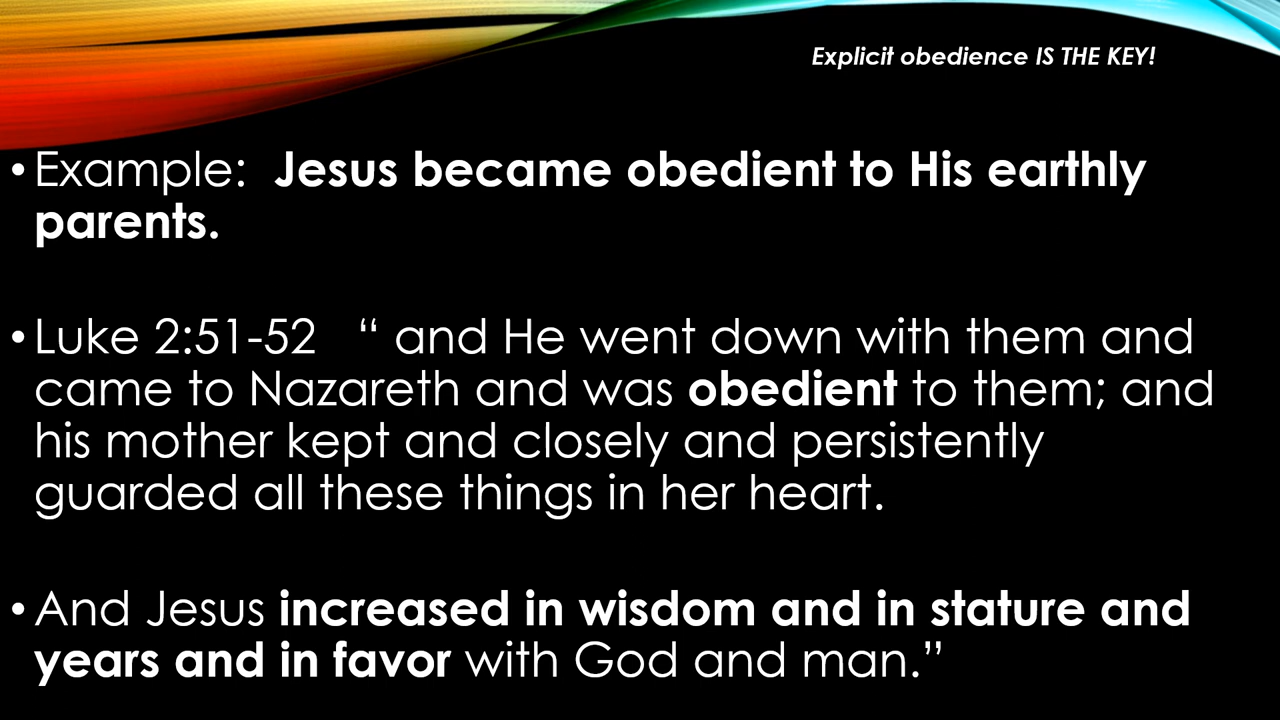 Explicit obedience IS THE KEY!
• Example:  Jesus became obedient to His earthly
parents.
• Luke 2:51-52   “ and He went down with them and
came to Nazareth and was obedient to them; and
his mother kept and closely and persistently
guarded all these things in her heart.
• And Jesus increased in wisdom and in stature and
years and in favor with God and man.”